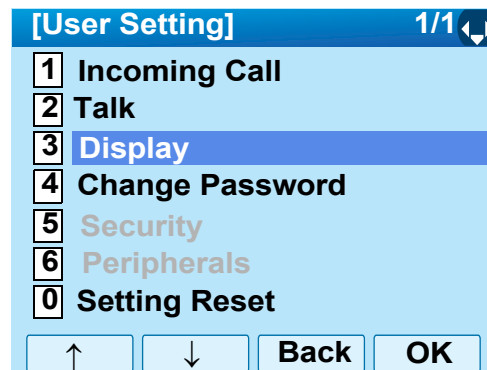 [User Setting] 1/1
1 Incoming Call
2 Talk
3 Display
4 Change Password
5 Security
6 Peripherals
0 Setting Reset
↑ ↓ Back OK